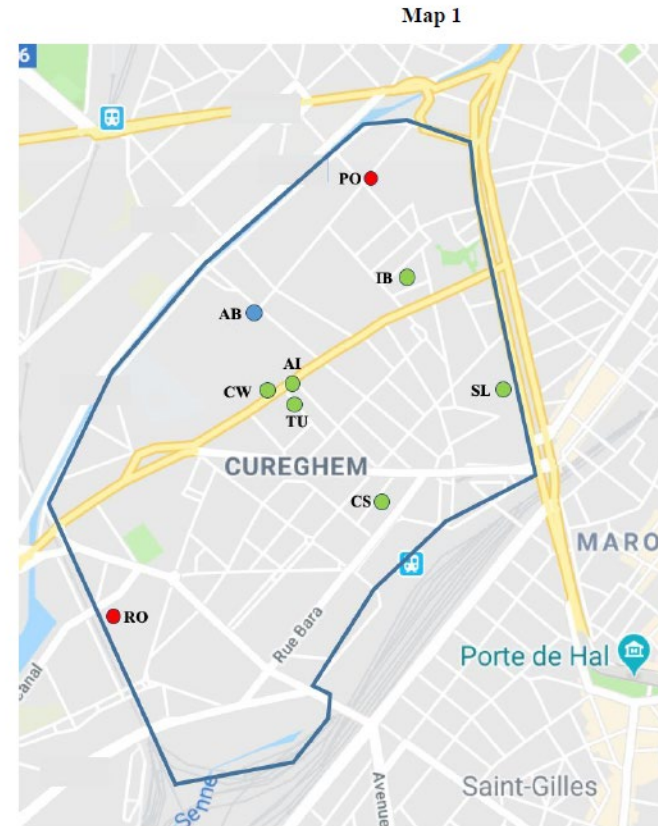 Map 1
6
PO
IB
AB
AI
CW
SL
TU
CUREGHEM
CS
MARO
RO
Rue Bara
Porte de Hal
anal
Senne
Avenue
Saint-Gilles